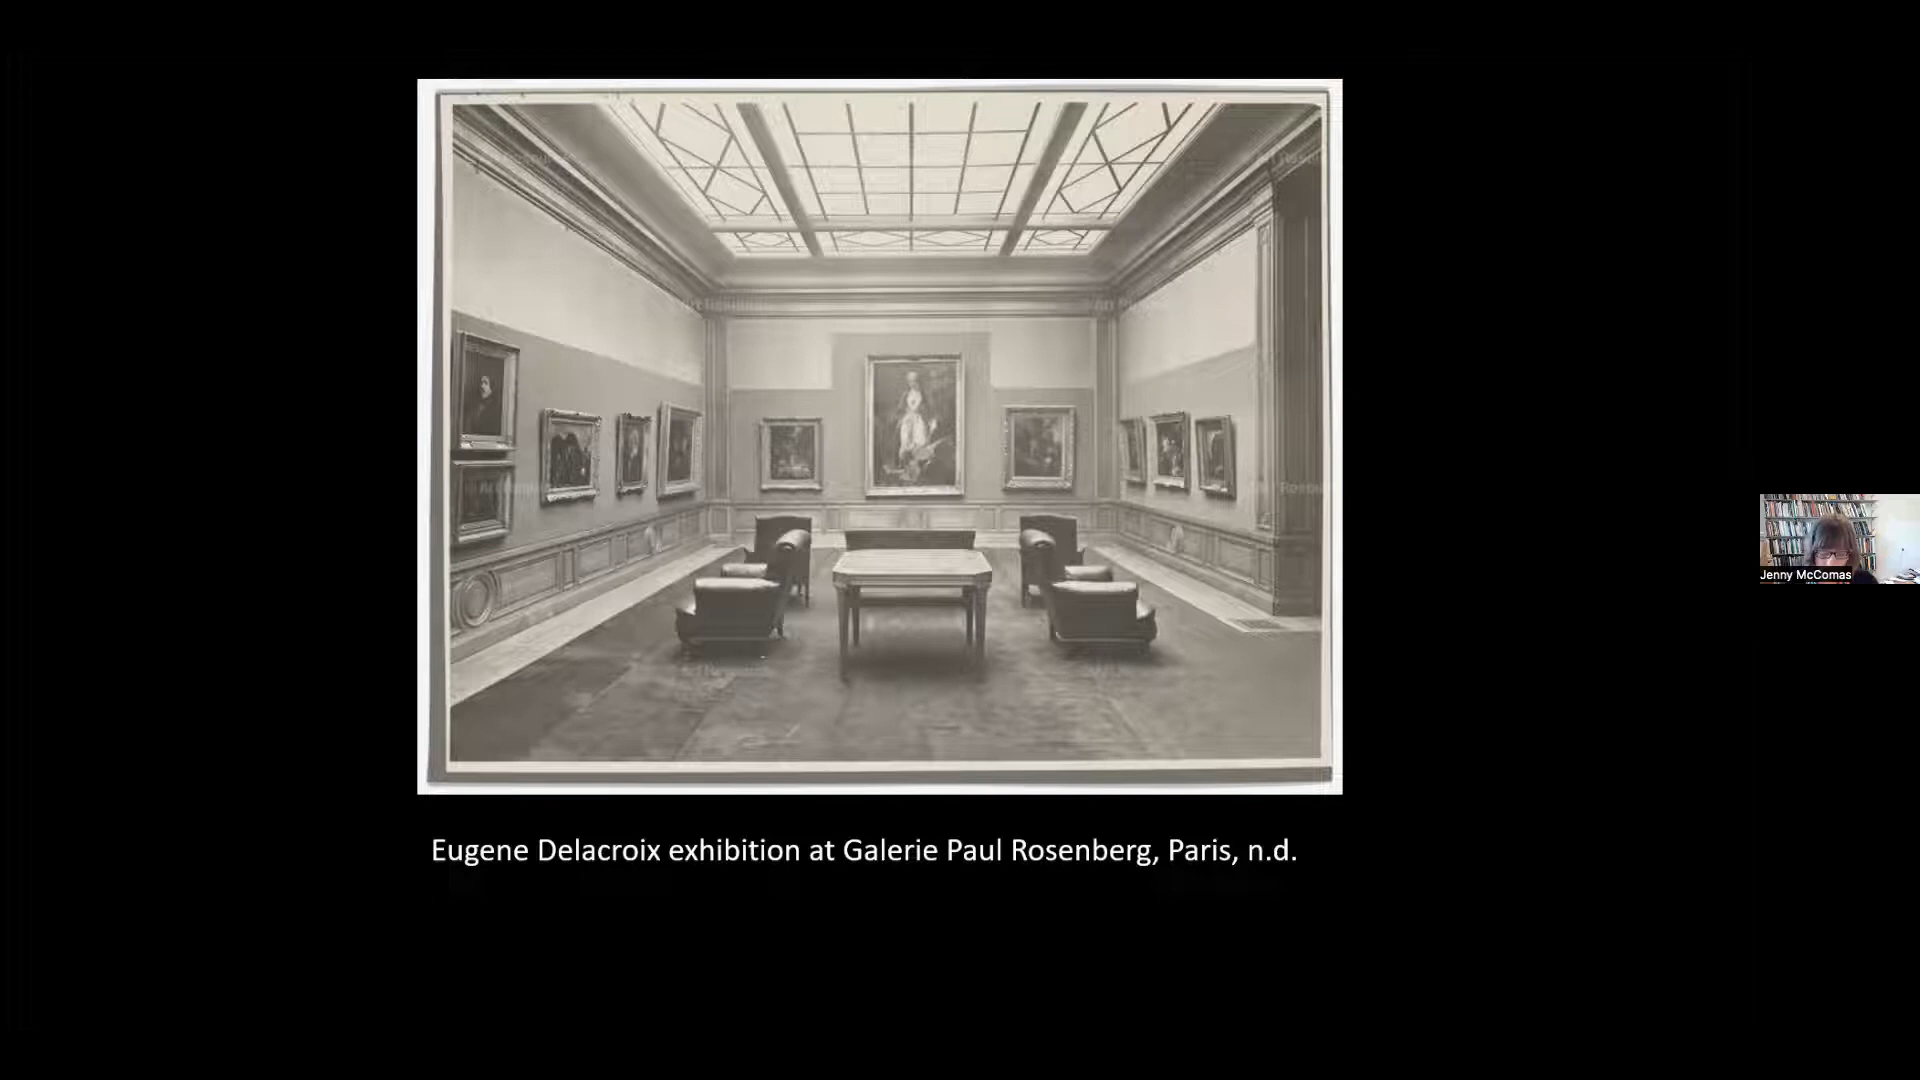 Eugene Delacroix exhibition at Galerie Paul Rosenberg, Paris, n.d.
Jenny McComas